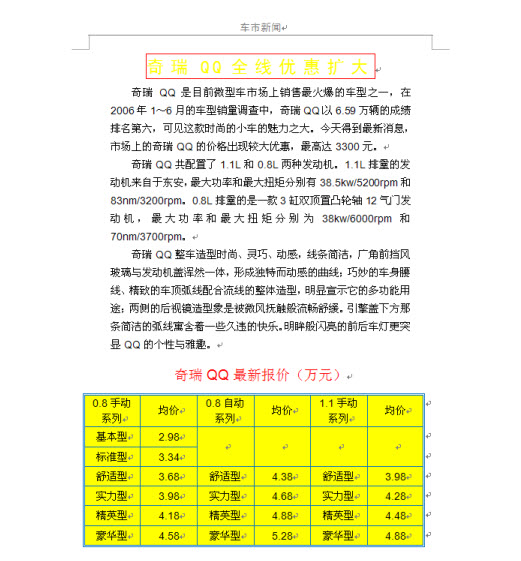 车市新闻
奇瑞 QQ 全线优惠扩大
奇瑞 QQ 是目前微型车市场上销售最火爆的车型之一，在
2006 年 1～6 月的车型销量调查中，奇瑞 QQ 以 6.59 万辆的成绩
排名第六，可见这款时尚的小车的魅力之大。今天得到最新消息，
市场上的奇瑞 QQ 的价格出现较大优惠，最高达 3300 元。
奇瑞 QQ 共配置了 1.1L 和 0.8L 两种发动机。1.1L 排量的发
动机来自于东安，最大功率和最大扭矩分别有 38.5kw/5200rpm 和
83nm/3200rpm。0.8L 排量的是一款 3 缸双顶置凸轮轴 12 气门发
动机，最大功率和最大扭矩分别为 38kw/6000rpm 和
70nm/3700rpm。
奇瑞 QQ 整车造型时尚、灵巧、动感，线条简洁，广角前挡风
玻璃与发动机盖浑然一体，形成独特而动感的曲线；巧妙的车身腰
线、精致的车顶弧线配合流线的整体造型，明显宣示它的多功能用
途；两侧的后视镜造型象是被微风抚触般流畅舒缓。引擎盖下方那
条简洁的弧线寓含着一些久违的快乐。明眸般闪亮的前后车灯更突
显 QQ 的个性与雅趣。
奇瑞 QQ 最新报价（万元）
0.8 手动系列 均价 0.8 自动系列 均价 1.1 手动系列 均价
基本型 2.98
标准型 3.34
舒适型 3.68 舒适型 4.38 舒适型 3.98
实力型 3.98 实力型 4.68 实力型 4.28
精英型 4.18 精英型 4.88 精英型 4.48
豪华型 4.58 豪华型 5.28 豪华型 4.88